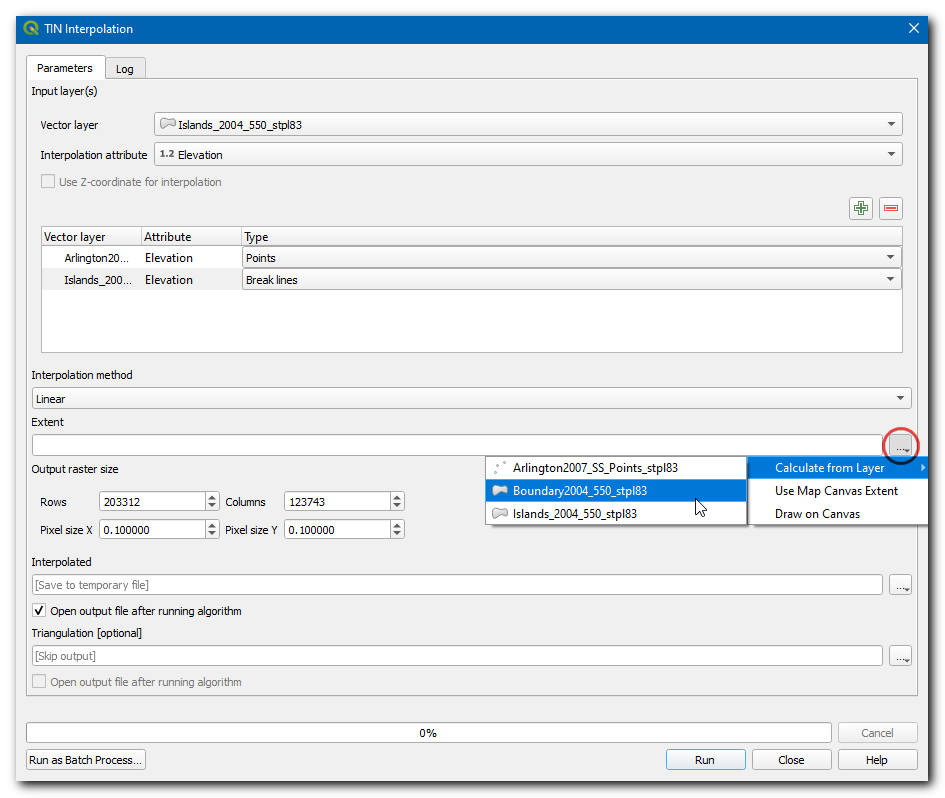 TIN Interpolation
Parameters
Log
Input layer(s)
Vector layer
Islands_2004_550_stpl83
Interpolation attribute
1.2 Elevation
Use Z-coordinate for interpolation
Vector layer Attribute Type
Arlington20... Elevation Points
Islands_200... Elevation Break lines
Interpolation method
Linear
Extent
...
Calculate from Layer
Use Map Canvas Extent
Draw on Canvas
Arlington2007_SS_Points_stpl83
Boundary2004_550_stpl83
Islands_2004_550_stpl83
Output raster size
Rows 203312 Columns 123743
Pixel size X 0.100000 Pixel size Y 0.100000
Interpolated
[Save to temporary file]
...
Open output file after running algorithm
Triangulation [optional]
[Skip output]
...
Open output file after running algorithm
0%
Cancel
Run as Batch Process...
Run
Close
Help